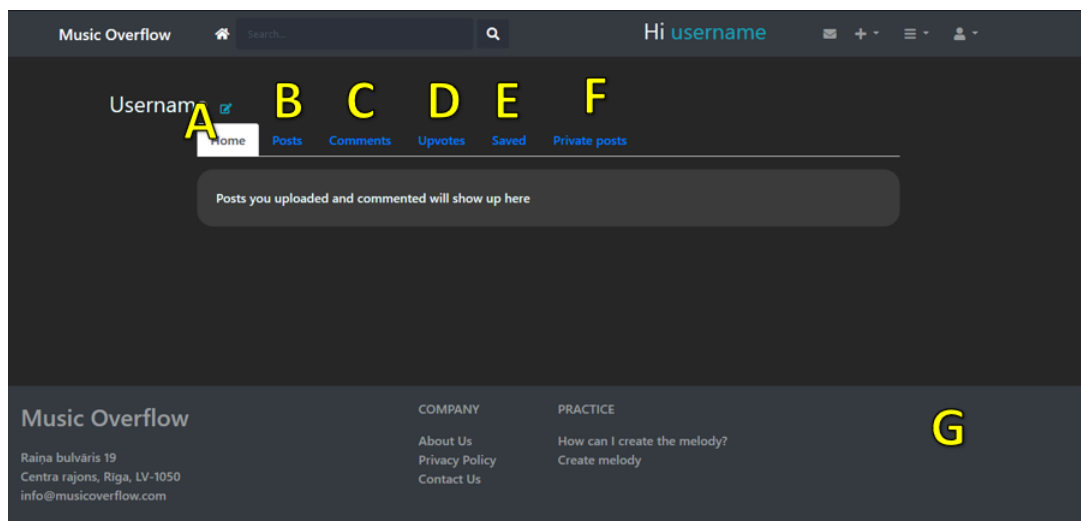 Music Overflow Search... Hi username
Username
A B C D E F
Home Posts Comments Upvotes Saved Private posts
Posts you uploaded and commented will show up here
Music Overflow
Raiņa bulvāris 19
Centra rajons, Rīga, LV-1050
info@musicoverflow.com
COMPANY
About Us
Privacy Policy
Contact Us
PRACTICE
How can I create the melody?
Create melody
G